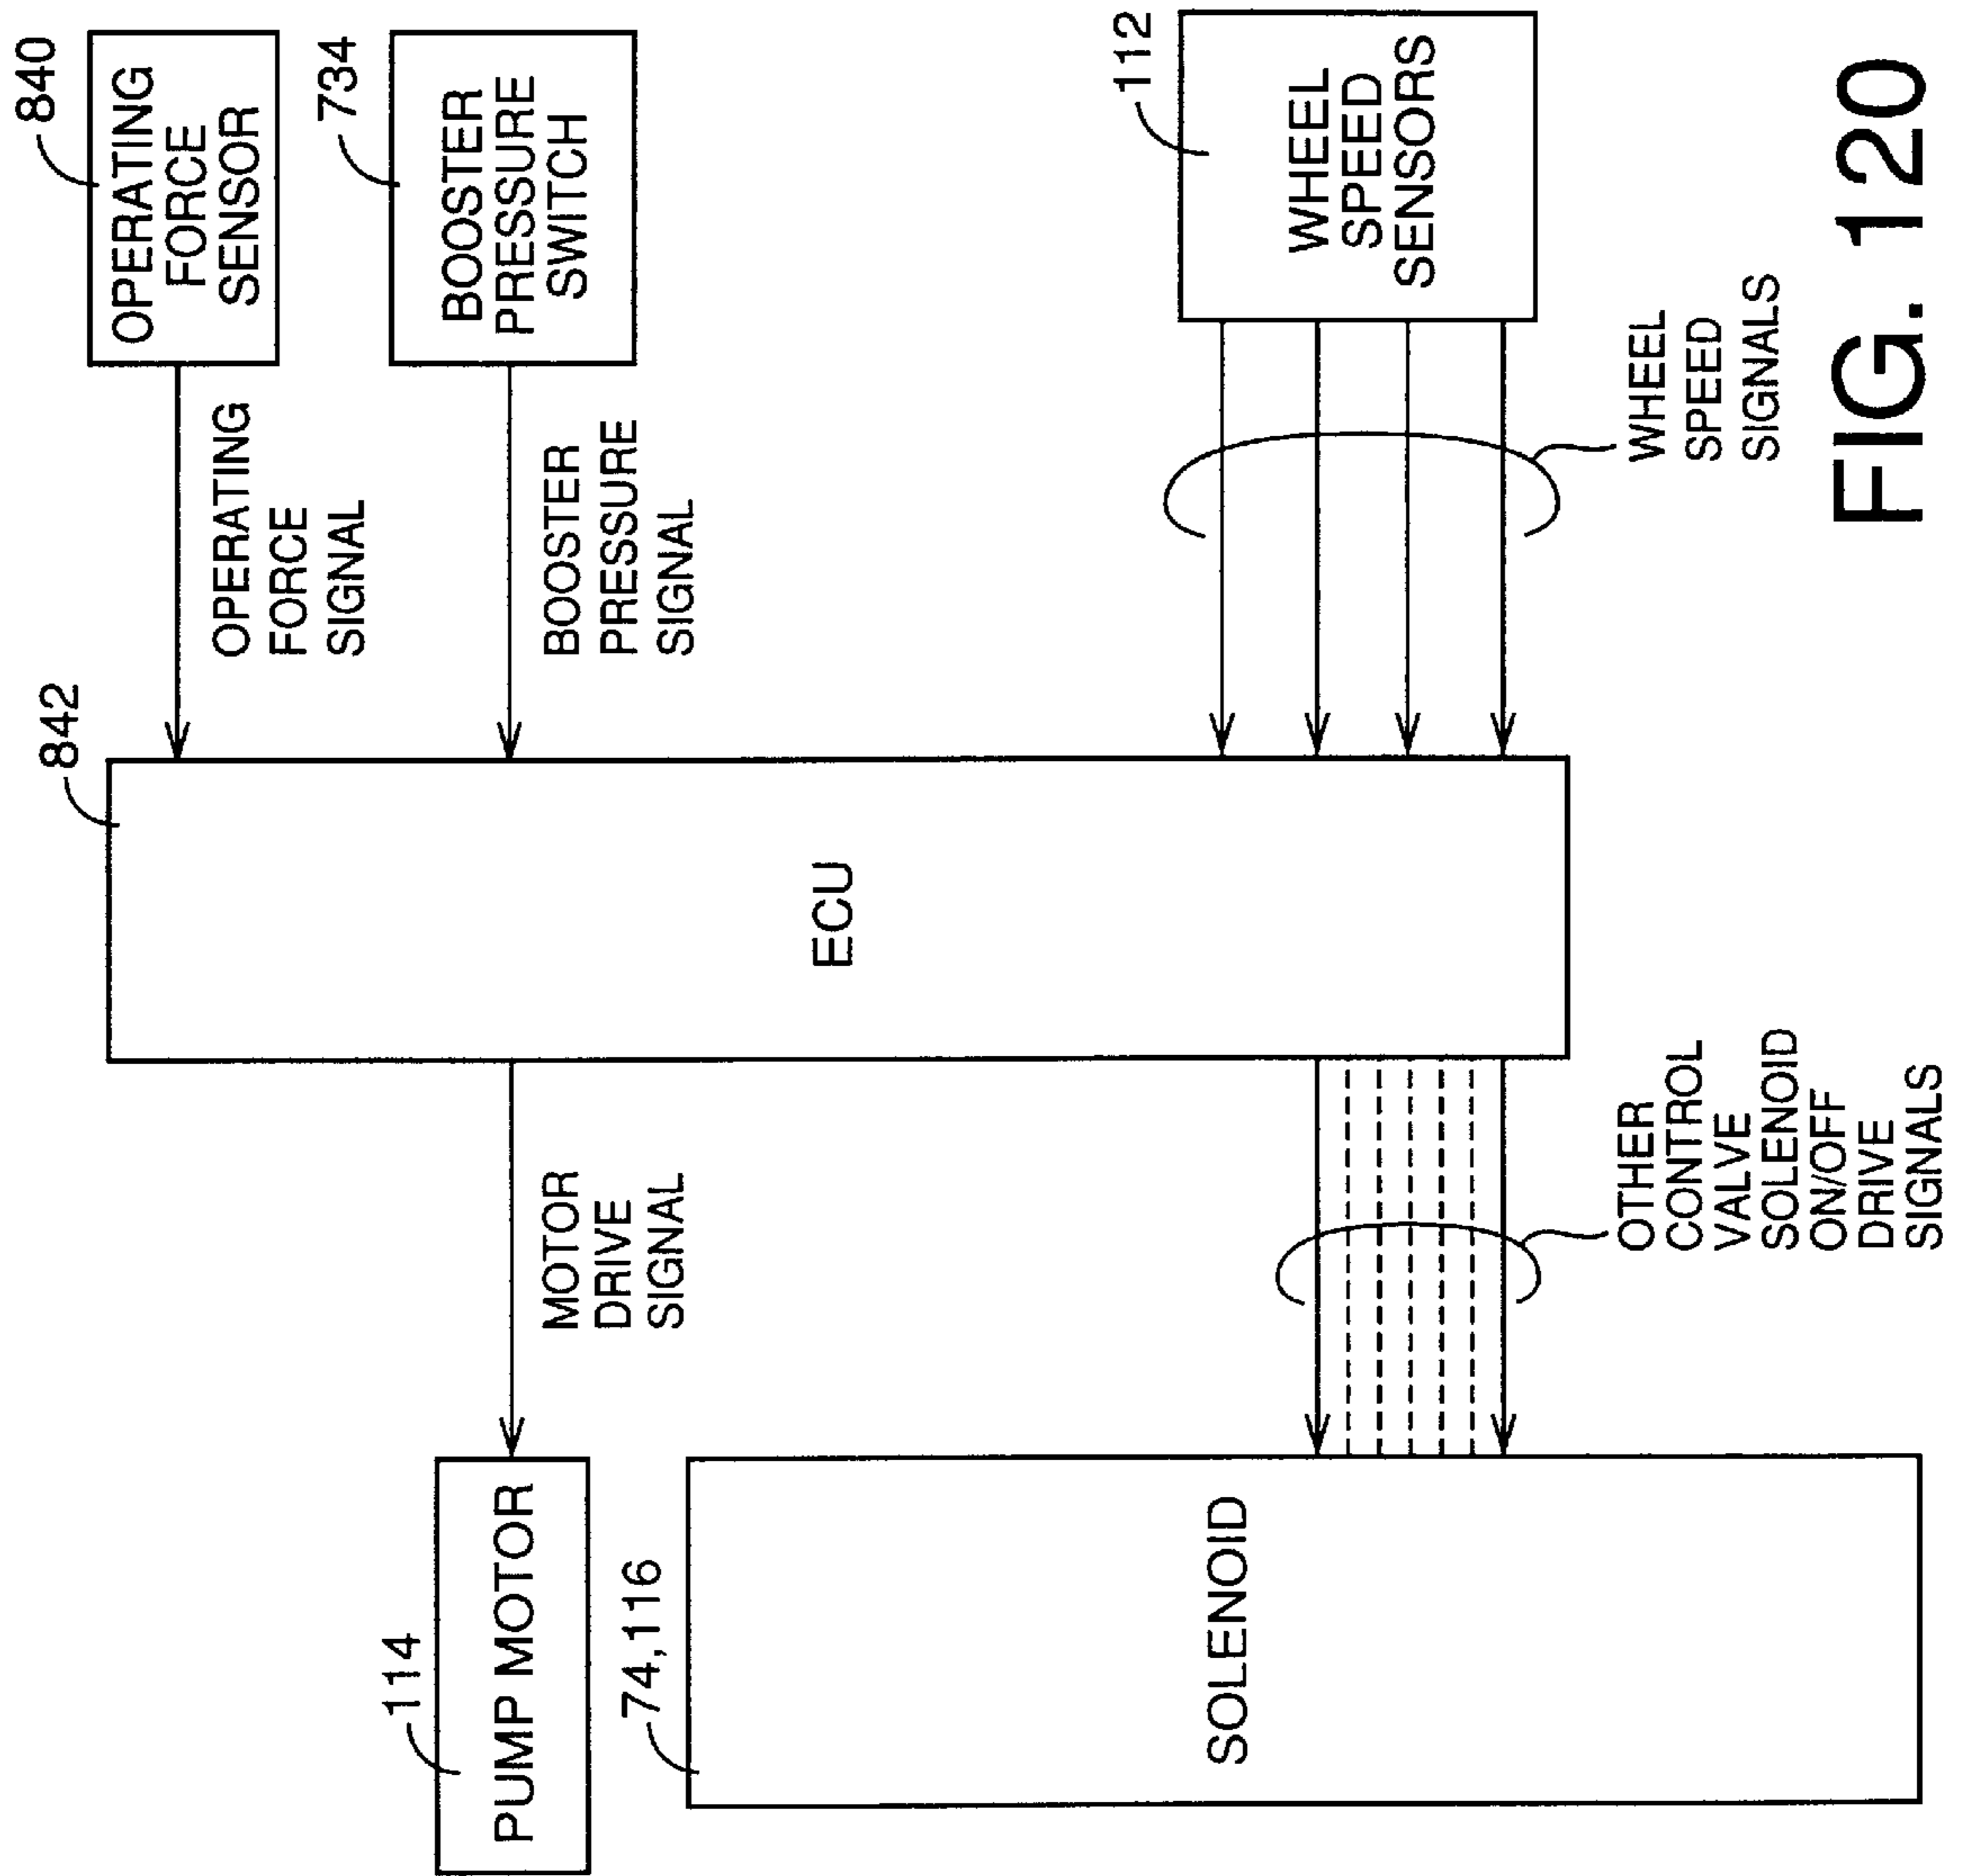 114
PUMP MOTOR
74,116
SOLENOID
MOTOR
DRIVE
SIGNAL
OTHER
CONTROL
VALVE
SOLENOID
ON/OFF
DRIVE
SIGNALS
842
ECU
OPERATING
FORCE
SIGNAL
BOOSTER
PRESSURE
SIGNAL
WHEEL
SPEED
SIGNALS
840
OPERATING
FORCE
SENSOR
734
BOOSTER
PRESSURE
SWITCH
112
WHEEL
SPEED
SENSORS
FIG. 120